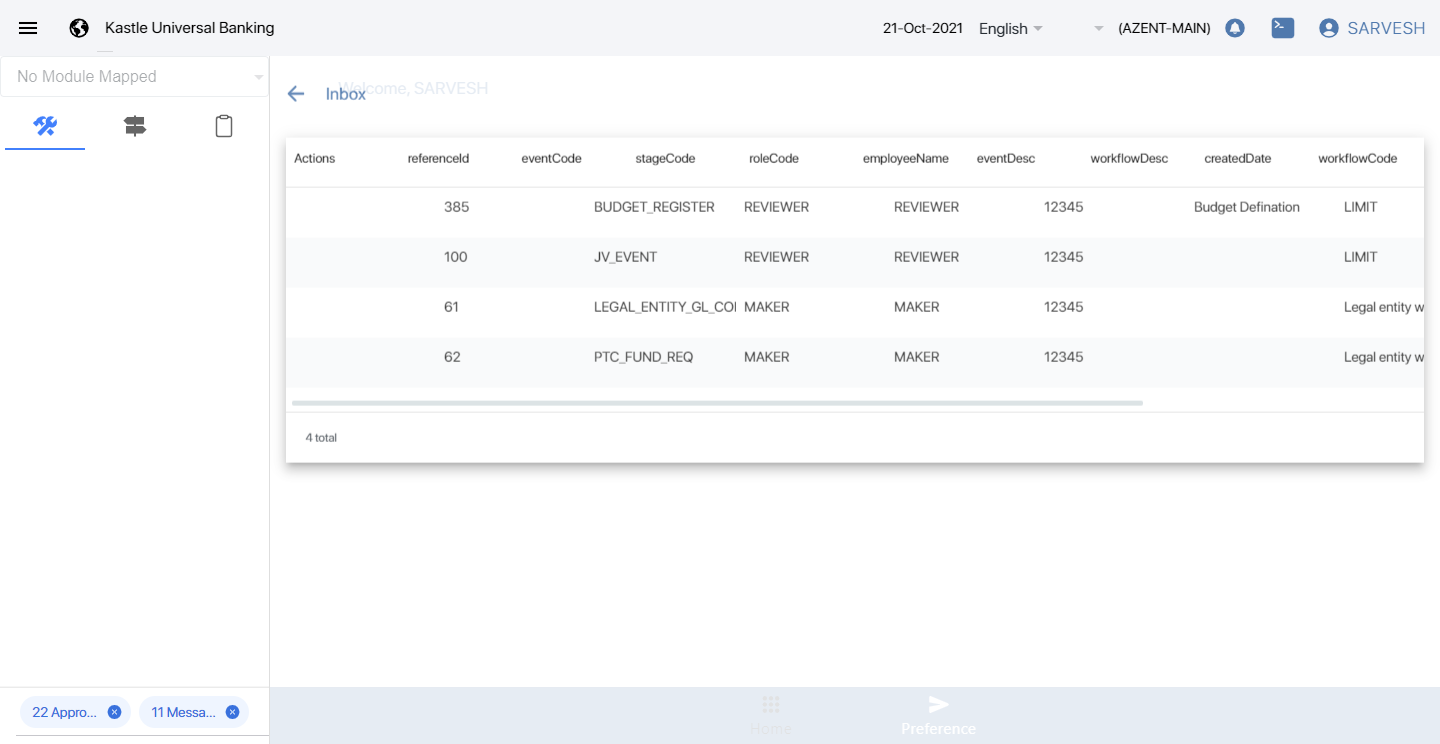 Kastle Universal Banking
21-Oct-2021 English (AZENT-MAIN) SARVESH
No Module Mapped
Welcome, SARVESH
Inbox
Actions referenceId eventCode stageCode roleCode employeeName eventDesc workflowDesc createdDate workflowCode
385 BUDGET_REGISTER REVIEWER REVIEWER 12345 Budget Defination LIMIT
100 JV_EVENT REVIEWER REVIEWER 12345 LIMIT
61 LEGAL_ENTITY_GL_CO MAKER MAKER 12345 Legal entity w
62 PTC_FUND_REQ MAKER MAKER 12345 Legal entity w
4 total
22 Appro... 11 Messa...
Home Preference